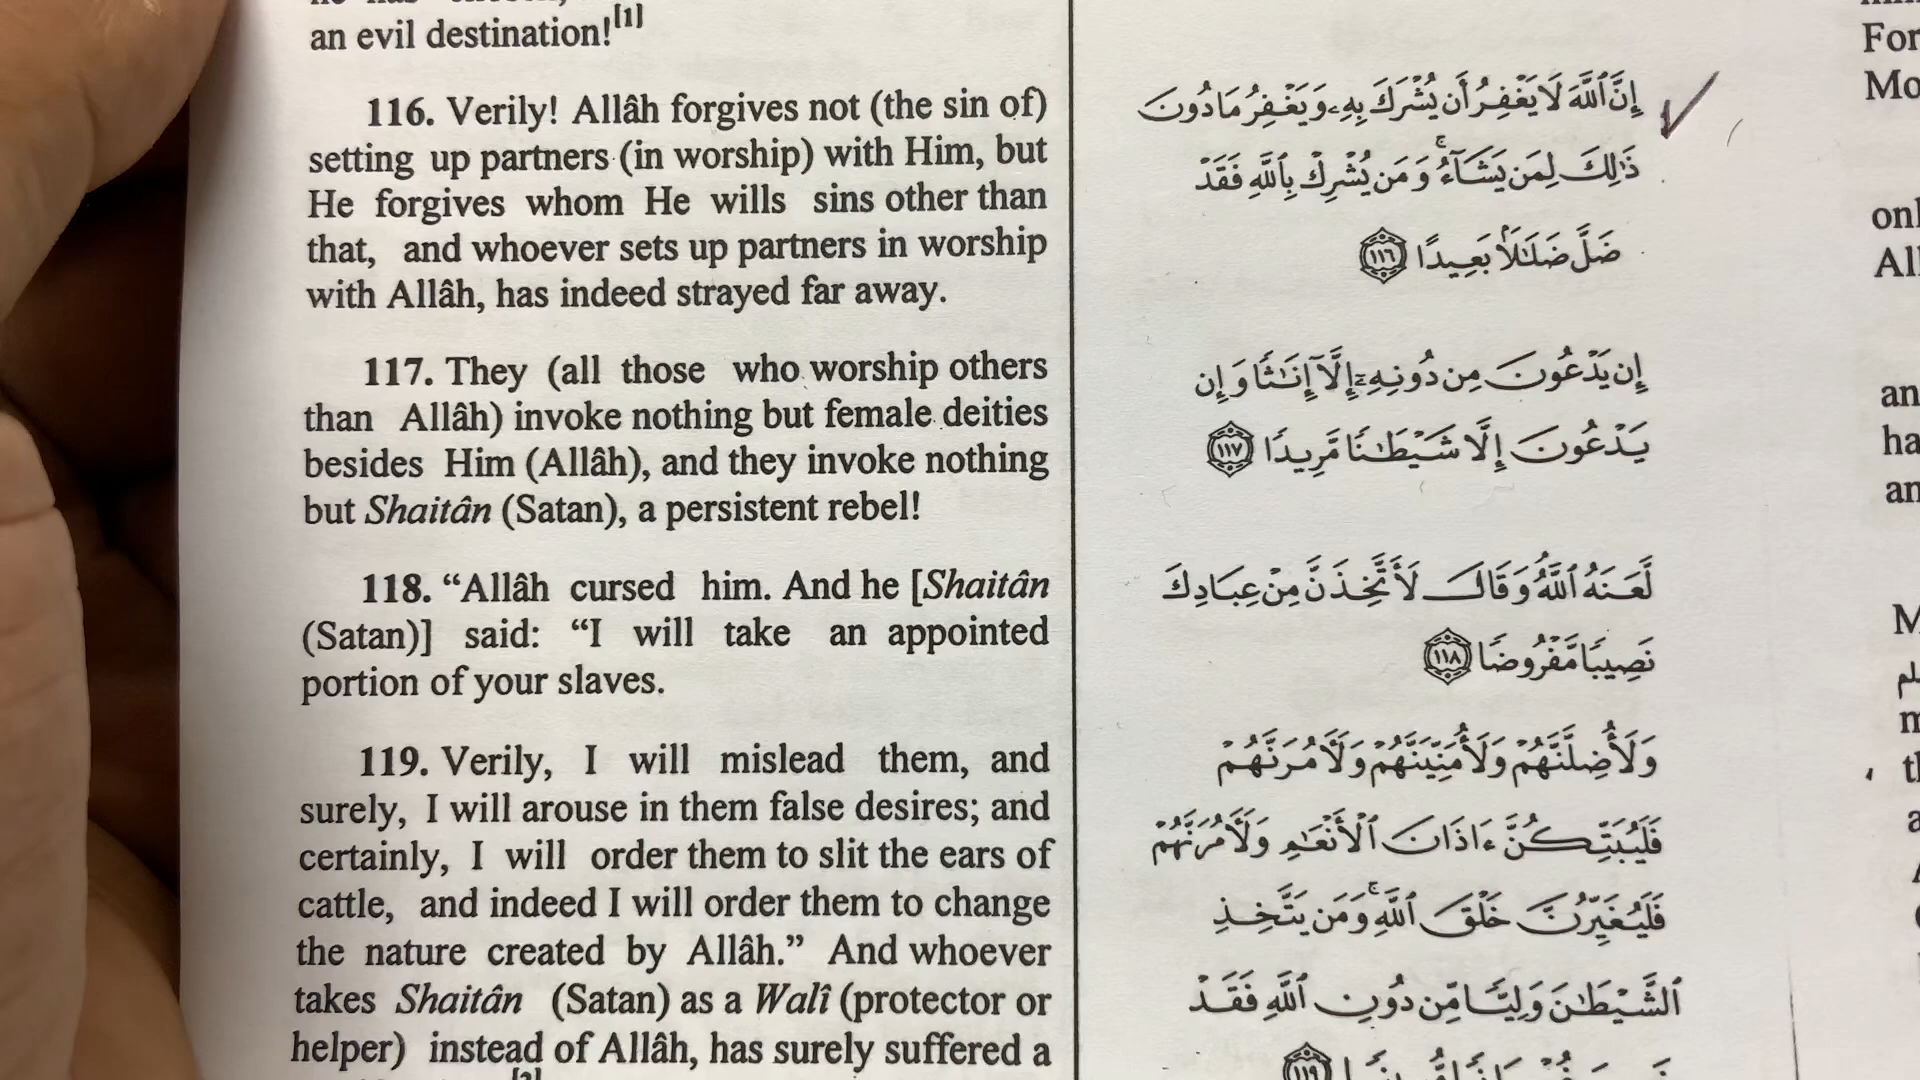 an evil destination![1]
116. Verily! Allâh forgives not (the sin of)
setting up partners (in worship) with Him, but
He forgives whom He wills sins other than
that, and whoever sets up partners in worship
with Allâh, has indeed strayed far away.
117. They (all those who worship others
than Allâh) invoke nothing but female deities
besides Him (Allâh), and they invoke nothing
but Shaitân (Satan), a persistent rebel!
118. “Allâh cursed him. And he [Shaitân
(Satan)] said: “I will take an appointed
portion of your slaves.
119. Verily, I will mislead them, and
surely, I will arouse in them false desires; and
certainly, I will order them to slit the ears of
cattle, and indeed I will order them to change
the nature created by Allâh.” And whoever
takes Shaitân (Satan) as a Walî (protector or
helper) instead of Allâh, has surely suffered a
إِنَّ ٱللَّهَ لَا يَغْفِرُ أَن يُشْرَكَ بِهِۦ وَيَغْفِرُ مَا دُونَ
ذَٰلِكَ لِمَن يَشَآءُ ۚ وَمَن يُشْرِكْ بِٱللَّهِ فَقَدْ
ضَلَّ ضَلَٰلًۢا بَعِيدًا ١١٦
إِن يَدْعُونَ مِن دُونِهِۦٓ إِلَّآ إِنَٰثًا وَإِن
يَدْعُونَ إِلَّا شَيْطَٰنًا مَّرِيدًا ١١٧
لَّعَنَهُ ٱللَّهُ وَقَالَ لَأَتَّخِذَنَّ مِنْ عِبَادِكَ
نَصِيبًا مَّفْرُوضًا ١١٨
وَلَأُضِلَّنَّهُمْ وَلَأُمَنِّيَنَّهُمْ وَلَءَامُرَنَّهُمْ
فَلَيُبَتِّكُنَّ ءَاذَانَ ٱلْأَنْعَٰمِ وَلَءَامُرَنَّهُمْ
فَلَيُغَيِّرُنَّ خَلْقَ ٱللَّهِ ۚ وَمَن يَتَّخِذِ
ٱلشَّيْطَٰنَ وَلِيًّا مِّن دُونِ ٱللَّهِ فَقَدْ
١١٩